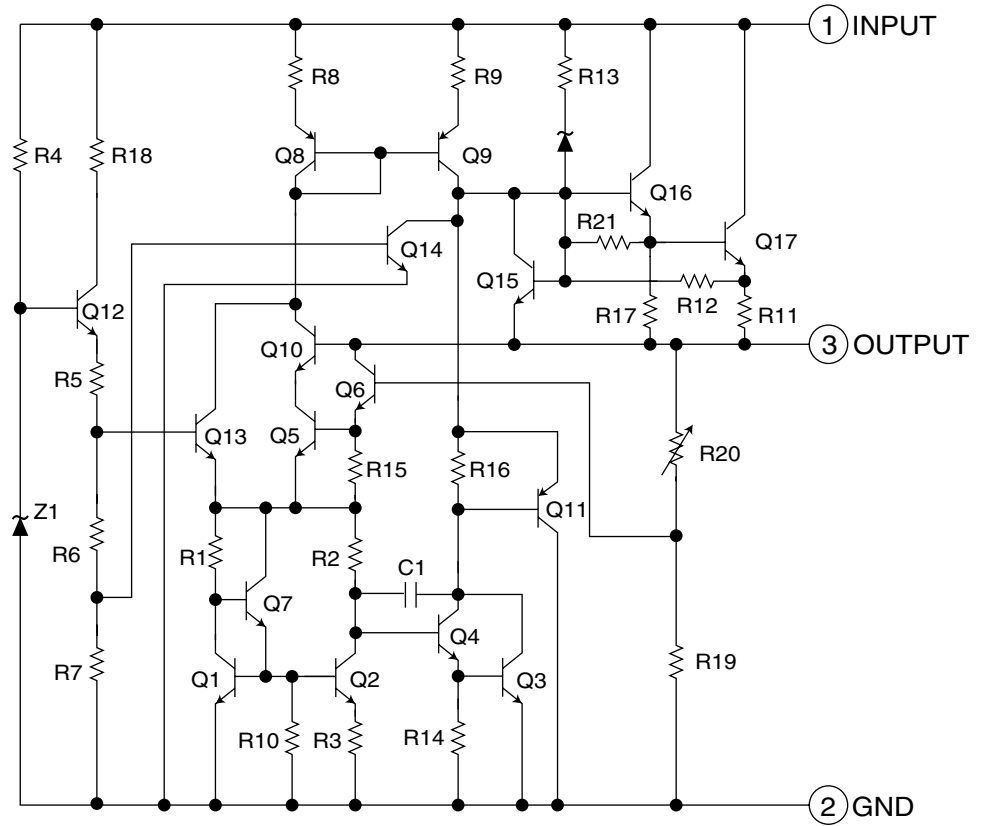 1 INPUT
R8
R9
R13
R4
R18
Q8
Q9
Q16
R21
Q14
Q17
Q15
Q12
R12
R17
R11
Q10
3 OUTPUT
R5
Q6
Q13
Q5
R15
R16
R20
Z1
Q11
R6
R1
R2
C1
Q7
Q4
R7
Q1
Q2
Q3
R19
R10
R3
R14
2 GND